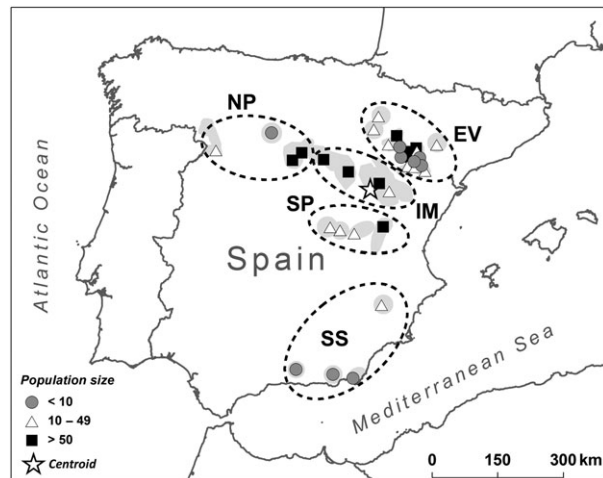 NP
EV
SP
IM
Spain
SS
Atlantic Ocean
Mediterranean Sea
Population size
< 10
10 – 49
> 50
Centroid
0 150 300 km